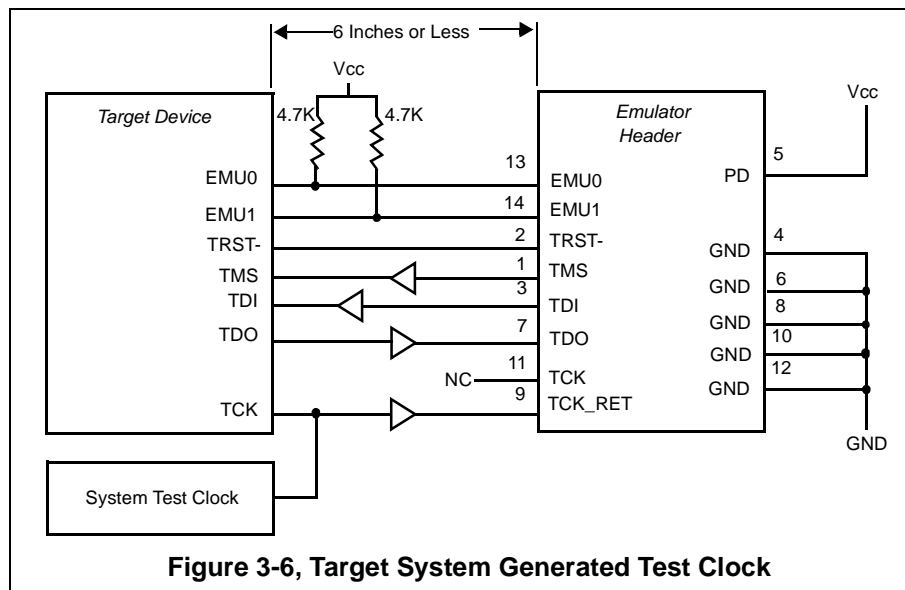 6 Inches or Less
Vcc
Target Device
4.7K
4.7K
Emulator
Header
Vcc
EMU0
13
EMU0
5
PD
EMU1
14
EMU1
TRST-
2
TRST-
4
GND
TMS
1
TMS
6
GND
TDI
3
TDI
8
GND
TDO
7
TDO
10
GND
NC
11
TCK
12
GND
TCK
9
TCK_RET
GND
System Test Clock
Figure 3-6, Target System Generated Test Clock